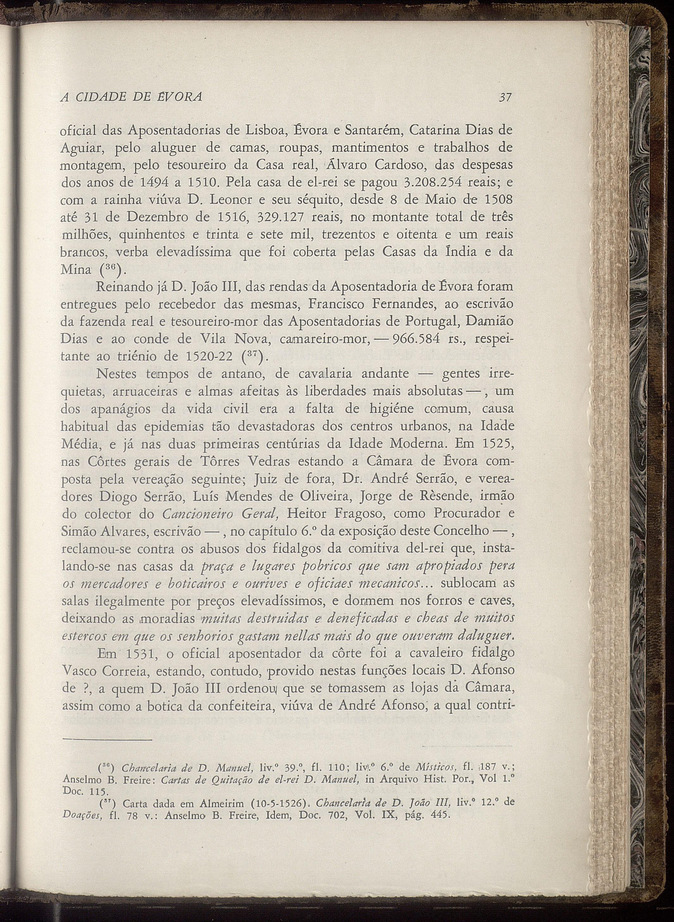 A CIDADE DE ÉVORA 37
oficial das Aposentadorias de Lisboa, Évora e Santarém, Catarina Dias de
Aguiar, pelo aluguer de camas, roupas, mantimentos e trabalhos de
montagem, pelo tesoureiro da Casa real, Álvaro Cardoso, das despesas
dos anos de 1494 a 1510. Pela casa de el-rei se pagou 3.208.254 reais; e
com a rainha viúva D. Leonor e seu séquito, desde 8 de Maio de 1508
até 31 de Dezembro de 1516, 329.127 reais, no montante total de três
milhões, quinhentos e trinta e sete mil, trezentos e oitenta e um reais
brancos, verba elevadíssima que foi coberta pelas Casas da Índia e da
Mina (³⁶).
Reinando já D. João III, das rendas da Aposentadoria de Évora foram
entregues pelo recebedor das mesmas, Francisco Fernandes, ao escrivão
da fazenda real e tesoureiro-mor das Aposentadorias de Portugal, Damião
Dias e ao conde de Vila Nova, camareiro-mor, — 966.584 rs., respei-
tante ao triénio de 1520-22 (³⁷).
Nestes tempos de antano, de cavalaria andante — gentes irre-
quietas, arruaceiras e almas afeitas às liberdades mais absolutas — , um
dos apanágios da vida civil era a falta de higiéne comum, causa
habitual das epidemias tão devastadoras dos centros urbanos, na Idade
Média, e já nas duas primeiras centúrias da Idade Moderna. Em 1525,
nas Côrtes gerais de Tôrres Vedras estando a Câmara de Évora com-
posta pela vereação seguinte; Juiz de fora, Dr. André Serrão, e verea-
dores Diogo Serrão, Luís Mendes de Oliveira, Jorge de Rèsende, irmão
do colector do Cancioneiro Geral, Heitor Fragoso, como Procurador e
Simão Alvares, escrivão — , no capítulo 6.º da exposição deste Concelho — ,
reclamou-se contra os abusos dos fidalgos da comitiva del-rei que, insta-
lando-se nas casas da praça e lugares pobricos que sam apropiados pera
os mercadores e boticairos e ourives e oficiaes mecanicos... sublocam as
salas ilegalmente por preços elevadíssimos, e dormem nos forros e caves,
deixando as moradias muitas destruidas e deneficadas e cheas de muitos
estercos em que os senhorios gastam nellas mais do que ouveram daluguer.
Em 1531, o oficial aposentador da côrte foi a cavaleiro fidalgo
Vasco Correia, estando, contudo, provido nestas funções locais D. Afonso
de ?, a quem D. João III ordenou que se tomassem as lojas da Câmara,
assim como a botica da confeiteira, viúva de André Afonso, a qual contri-
(³⁶) Chancelaria de D. Manuel, liv.º 39.º, fl. 110; liv.º 6.º de Místicos, fl. 187 v.;
Anselmo B. Freire: Cartas de Quitação de el-rei D. Manuel, in Arquivo Hist. Por., Vol 1.º
Doc. 115.
(³⁷) Carta dada em Almeirim (10-5-1526). Chancelaria de D. João III, liv.º 12.º de
Doações, fl. 78 v.: Anselmo B. Freire, Idem, Doc. 702, Vol. IX, pág. 445.